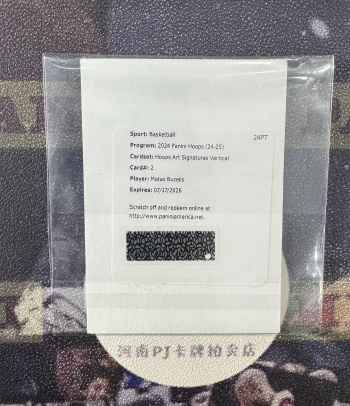 Sport: Basketball
24PT
Program: 2024 Panini Hoops (24-25)
Cardset: Hoops Art Signatures Vertical
Card#: 2
Player: Matas Buzelis
Expires: 07/17/2026
Scratch off and redeem online at:
http://www.paniniamerica.net.
河南PJ卡牌拍卖店